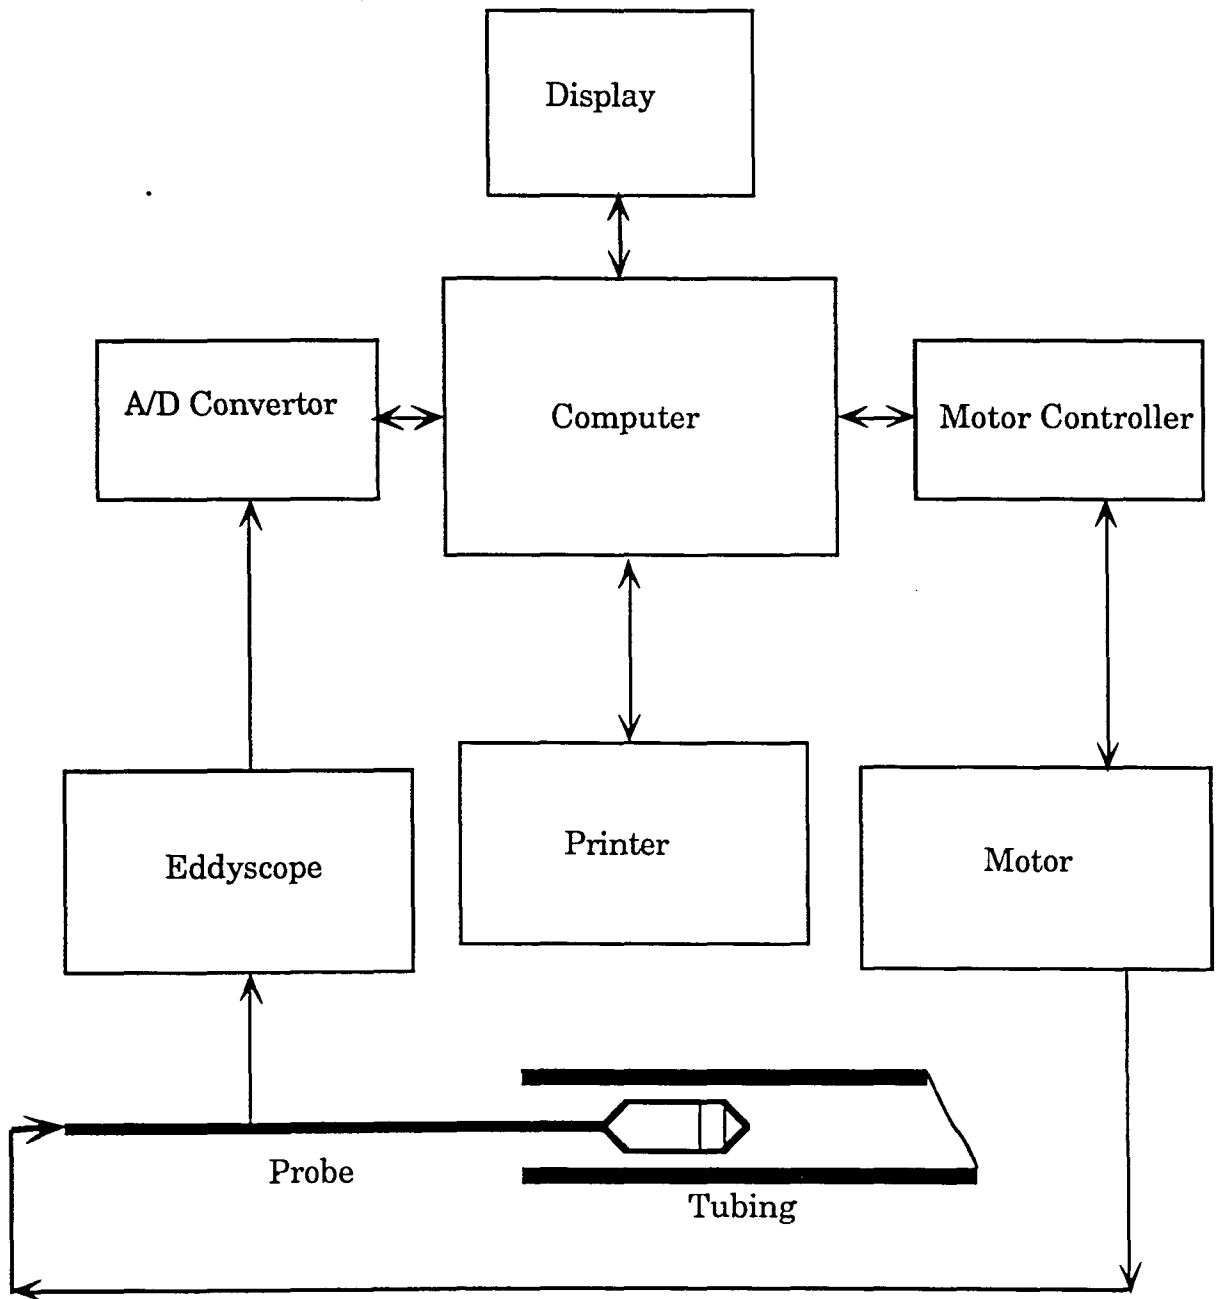 Display
A/D Convertor
Computer
Motor Controller
Eddyscope
Printer
Motor
Probe
Tubing